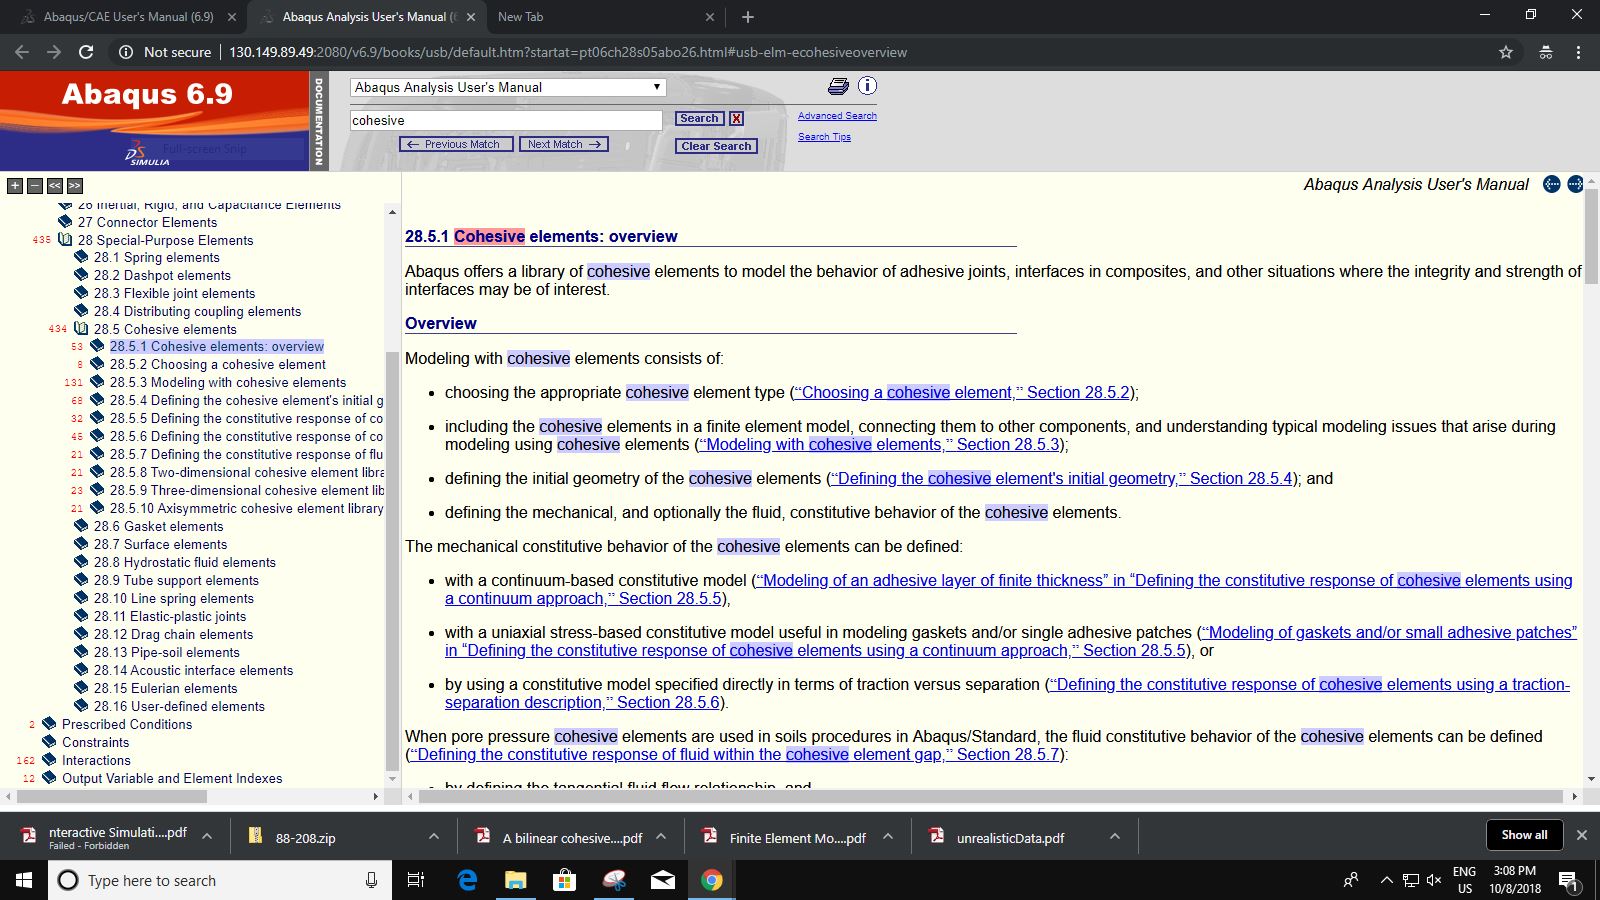 Abaqus/CAE User's Manual (6.9)
Abaqus Analysis User's Manual (6
New Tab
Not secure | 130.149.89.49:2080/v6.9/books/usb/default.htm?startat=pt06ch28s05abo26.html#usb-elm-ecohesiveoverview
Abaqus 6.9
SIMULIA
Full-screen Snip
DOCUMENTATION
Abaqus Analysis User's Manual
cohesive
Search X
Advanced Search
← Previous Match Next Match →
Clear Search
Search Tips
+ − << >>
Abaqus Analysis User's Manual
26 Inertial, Rigid, and Capacitance Elements
27 Connector Elements
435 28 Special-Purpose Elements
28.1 Spring elements
28.2 Dashpot elements
28.3 Flexible joint elements
28.4 Distributing coupling elements
434 28.5 Cohesive elements
53 28.5.1 Cohesive elements: overview
8 28.5.2 Choosing a cohesive element
131 28.5.3 Modeling with cohesive elements
68 28.5.4 Defining the cohesive element's initial g
32 28.5.5 Defining the constitutive response of co
45 28.5.6 Defining the constitutive response of co
21 28.5.7 Defining the constitutive response of flu
21 28.5.8 Two-dimensional cohesive element libra
23 28.5.9 Three-dimensional cohesive element lib
21 28.5.10 Axisymmetric cohesive element library
28.6 Gasket elements
28.7 Surface elements
28.8 Hydrostatic fluid elements
28.9 Tube support elements
28.10 Line spring elements
28.11 Elastic-plastic joints
28.12 Drag chain elements
28.13 Pipe-soil elements
28.14 Acoustic interface elements
28.15 Eulerian elements
28.16 User-defined elements
2 Prescribed Conditions
Constraints
162 Interactions
12 Output Variable and Element Indexes
28.5.1 Cohesive elements: overview
Abaqus offers a library of cohesive elements to model the behavior of adhesive joints, interfaces in composites, and other situations where the integrity and strength of
interfaces may be of interest.
Overview
Modeling with cohesive elements consists of:
• choosing the appropriate cohesive element type (“Choosing a cohesive element,” Section 28.5.2);
• including the cohesive elements in a finite element model, connecting them to other components, and understanding typical modeling issues that arise during
modeling using cohesive elements (“Modeling with cohesive elements,” Section 28.5.3);
• defining the initial geometry of the cohesive elements (“Defining the cohesive element's initial geometry,” Section 28.5.4); and
• defining the mechanical, and optionally the fluid, constitutive behavior of the cohesive elements.
The mechanical constitutive behavior of the cohesive elements can be defined:
• with a continuum-based constitutive model (“Modeling of an adhesive layer of finite thickness” in “Defining the constitutive response of cohesive elements using
a continuum approach,” Section 28.5.5),
• with a uniaxial stress-based constitutive model useful in modeling gaskets and/or single adhesive patches (“Modeling of gaskets and/or small adhesive patches”
in “Defining the constitutive response of cohesive elements using a continuum approach,” Section 28.5.5), or
• by using a constitutive model specified directly in terms of traction versus separation (“Defining the constitutive response of cohesive elements using a traction-
separation description,” Section 28.5.6).
When pore pressure cohesive elements are used in soils procedures in Abaqus/Standard, the fluid constitutive behavior of the cohesive elements can be defined
(“Defining the constitutive response of fluid within the cohesive element gap,” Section 28.5.7):
• by defining the tangential fluid flow relationship, and
nteractive Simulati....pdf
Failed - Forbidden
88-208.zip
A bilinear cohesive....pdf
Finite Element Mo....pdf
unrealisticData.pdf
Show all
Type here to search
ENG
US
3:08 PM
10/8/2018
1